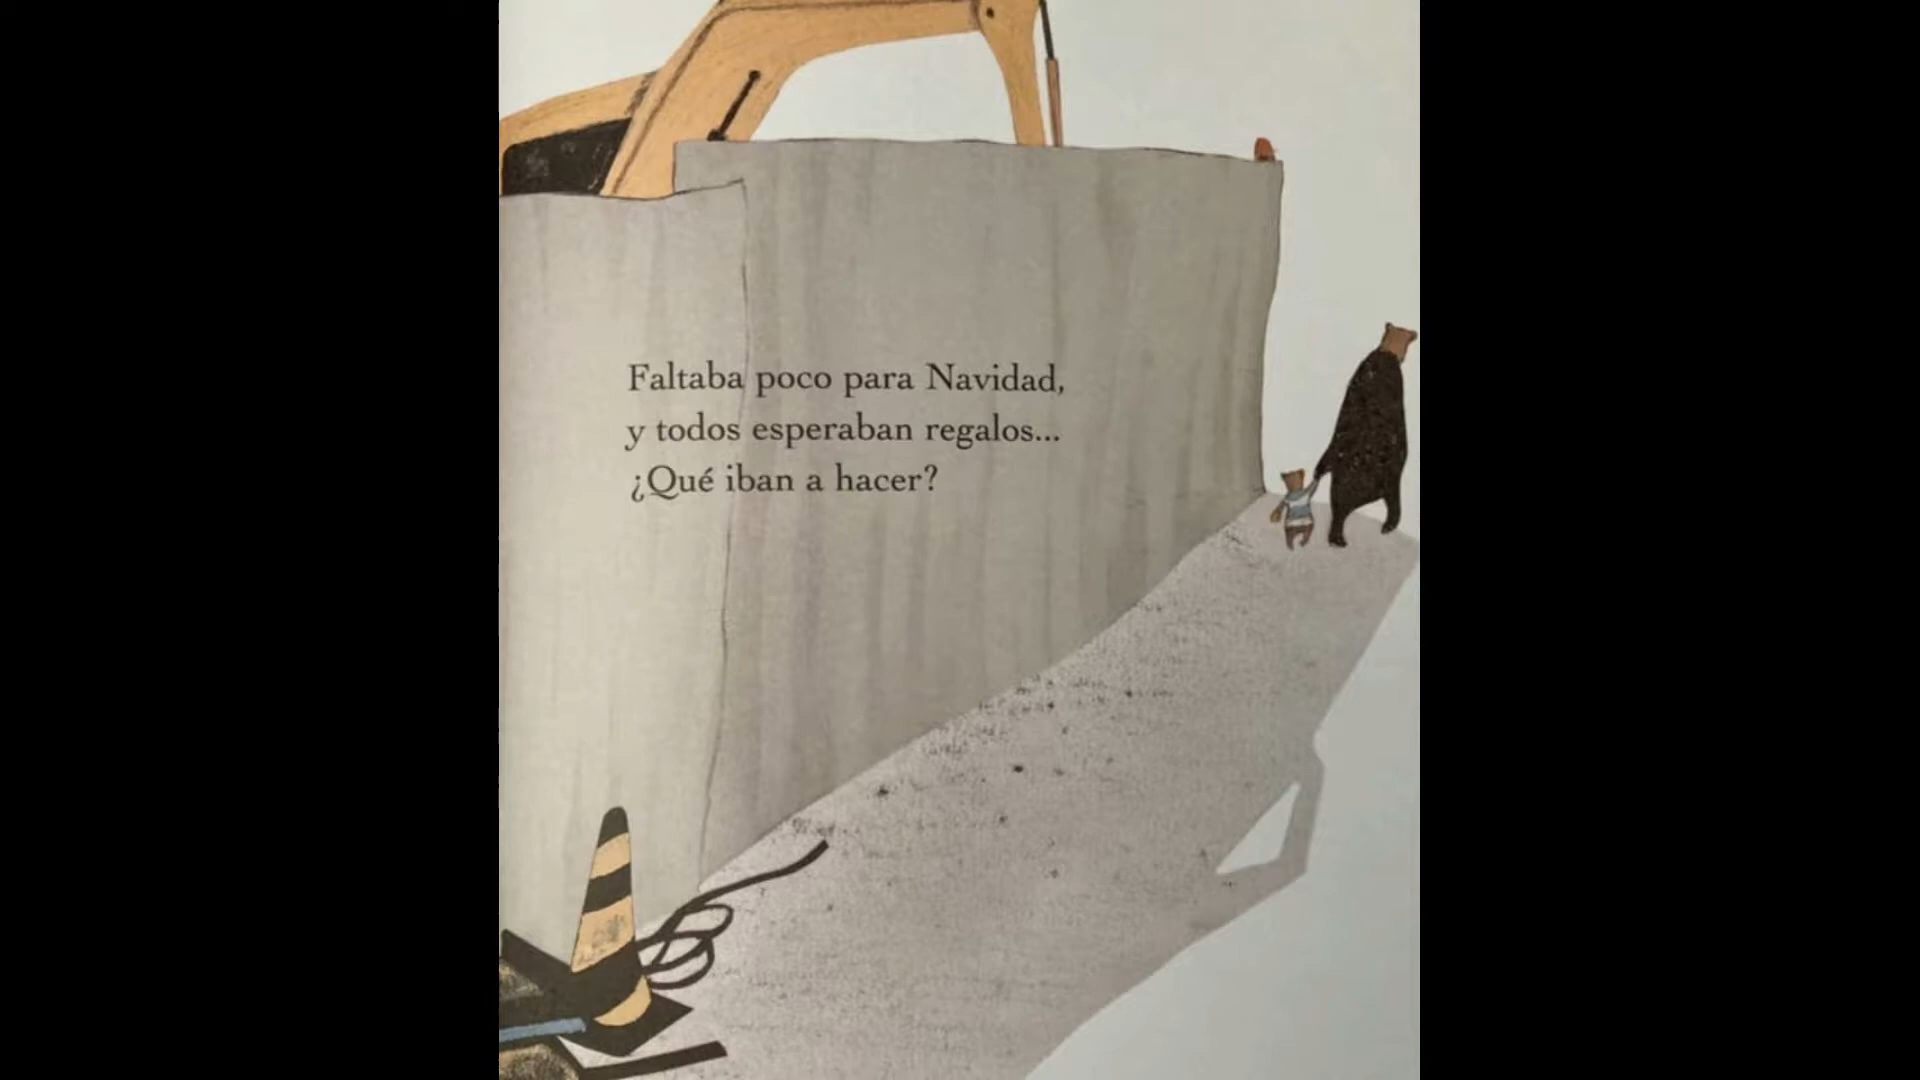 Faltaba poco para Navidad,
y todos esperaban regalos...
¿Qué iban a hacer?